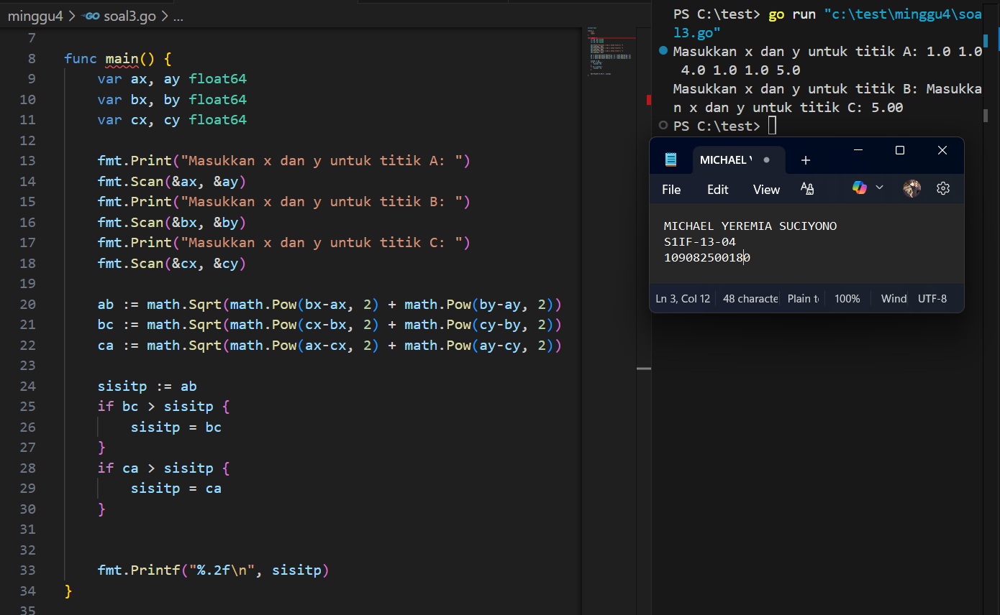 minggu4 > GO soal3.go > ...
7
8 func main() {
9 var ax, ay float64
10 var bx, by float64
11 var cx, cy float64
12
13 fmt.Print("Masukkan x dan y untuk titik A: ")
14 fmt.Scan(&ax, &ay)
15 fmt.Print("Masukkan x dan y untuk titik B: ")
16 fmt.Scan(&bx, &by)
17 fmt.Print("Masukkan x dan y untuk titik C: ")
18 fmt.Scan(&cx, &cy)
19
20 ab := math.Sqrt(math.Pow(bx-ax, 2) + math.Pow(by-ay, 2))
21 bc := math.Sqrt(math.Pow(cx-bx, 2) + math.Pow(cy-by, 2))
22 ca := math.Sqrt(math.Pow(ax-cx, 2) + math.Pow(ay-cy, 2))
23
24 sisitp := ab
25 if bc > sisitp {
26 sisitp = bc
27 }
28 if ca > sisitp {
29 sisitp = ca
30 }
31
32
33 fmt.Printf("%.2f\n", sisitp)
34 }
35
PS C:\test> go run "c:\test\minggu4\soa
l3.go"
Masukkan x dan y untuk titik A: 1.0 1.0
4.0 1.0 1.0 5.0
Masukkan x dan y untuk titik B: Masukka
n x dan y untuk titik C: 5.00
PS C:\test>
MICHAEL
File Edit View
MICHAEL YEREMIA SUCIYONO
S1IF-13-04
109082500180
Ln 3, Col 12 48 characte Plain t 100% Wind UTF-8